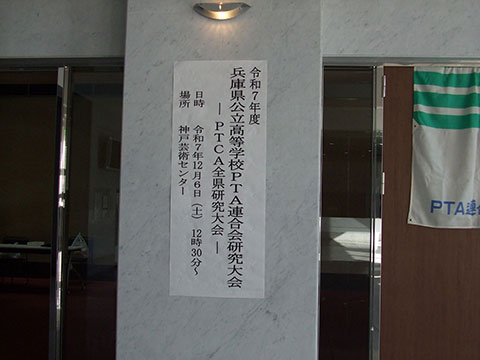 令和7年度
兵庫県公立高等学校PTA連合会研究大会
― PTCA全県研究大会 ―
日時　令和7年12月6日（土）12時30分～
場所　神戸芸術センター
PTA連合